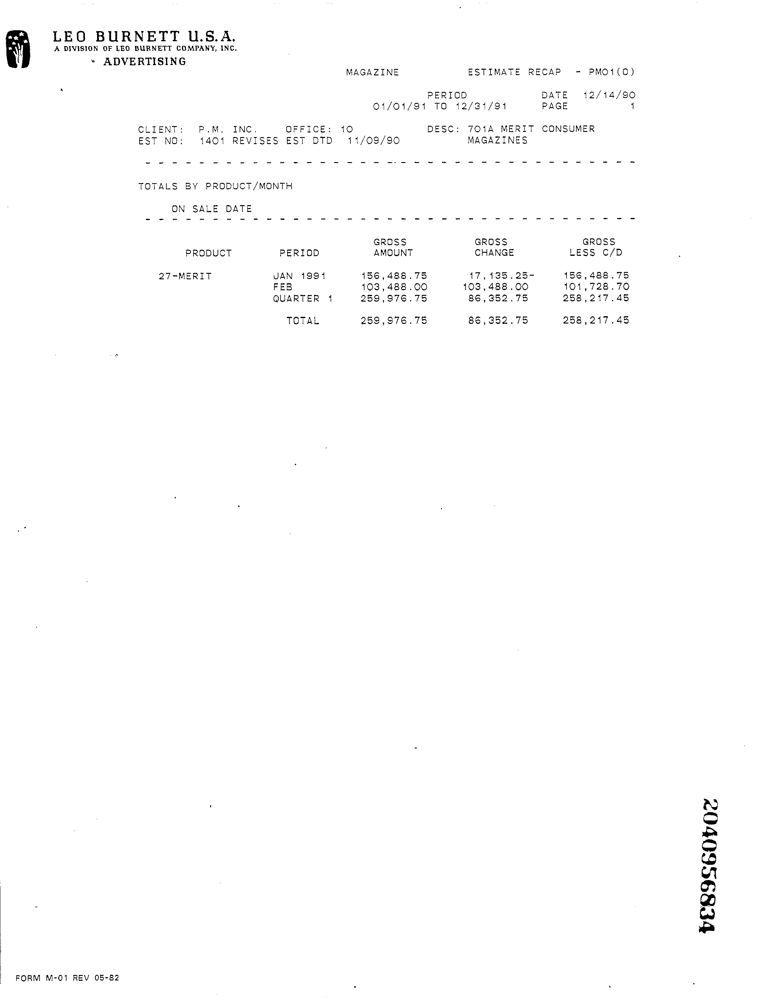 LEO BURNETT U.S.A.
A DIVISION OF LEO BURNETT COMPANY, INC.
ADVERTISING
MAGAZINE ESTIMATE RECAP - PM01(0)
PERIOD DATE 12/14/90
01/01/91 TO 12/31/91 PAGE 1
CLIENT: P.M. INC. OFFICE: 10 DESC: 701A MERIT CONSUMER
EST NO: 1401 REVISES EST DTD 11/09/90 MAGAZINES
TOTALS BY PRODUCT/MONTH
ON SALE DATE
GROSS GROSS GROSS
PRODUCT PERIOD AMOUNT CHANGE LESS C/D
27-MERIT JAN 1991 156,488.75 17,135.25- 156,488.75
FEB 103,488.00 103,488.00 101,728.70
QUARTER 1 259,976.75 86,352.75 258,217.45
TOTAL 259,976.75 86,352.75 258,217.45
2040956834
FORM M-01 REV 05-82